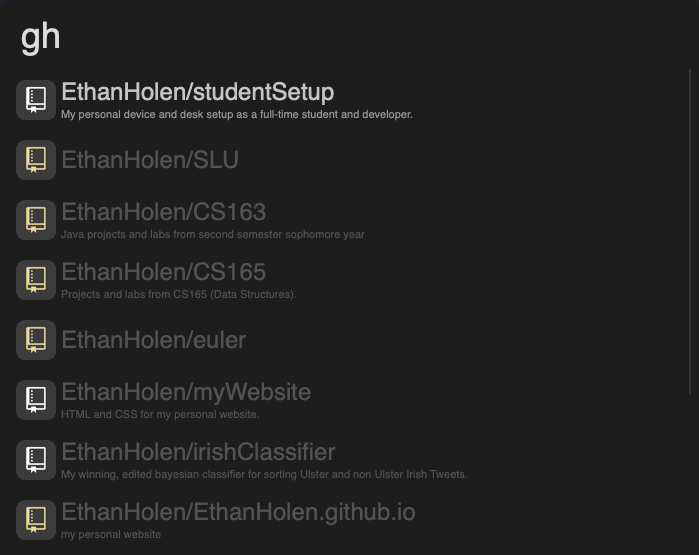 gh
EthanHolen/studentSetup
My personal device and desk setup as a full-time student and developer.
EthanHolen/SLU
EthanHolen/CS163
Java projects and labs from second semester sophomore year
EthanHolen/CS165
Projects and labs from CS165 (Data Structures).
EthanHolen/euler
EthanHolen/myWebsite
HTML and CSS for my personal website.
EthanHolen/irishClassifier
My winning, edited bayesian classifier for sorting Ulster and non Ulster Irish Tweets.
EthanHolen/EthanHolen.github.io
my personal website